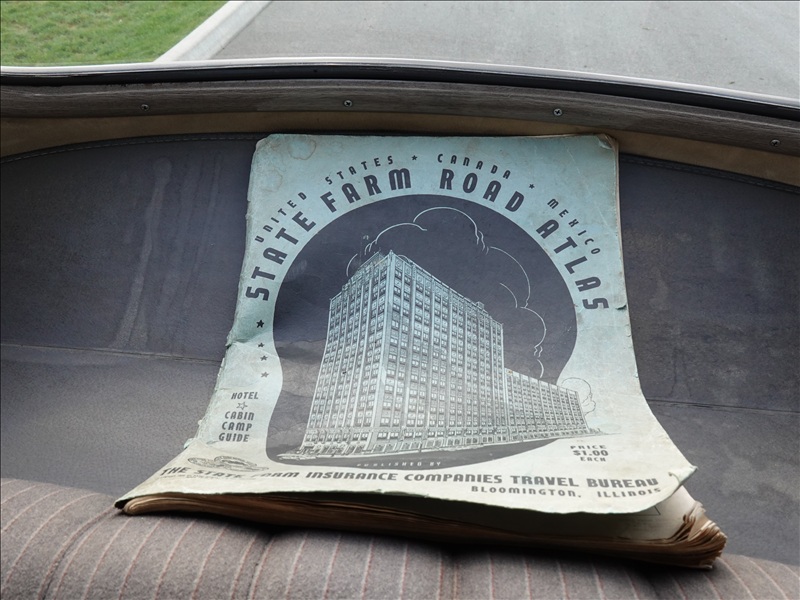 UNITED STATES ★ CANADA ★ MEXICO
STATE FARM ROAD ATLAS
HOTEL
CABIN
CAMP
GUIDE
PRICE
$1.00
EACH
PUBLISHED BY
THE STATE FARM INSURANCE COMPANIES TRAVEL BUREAU
BLOOMINGTON, ILLINOIS